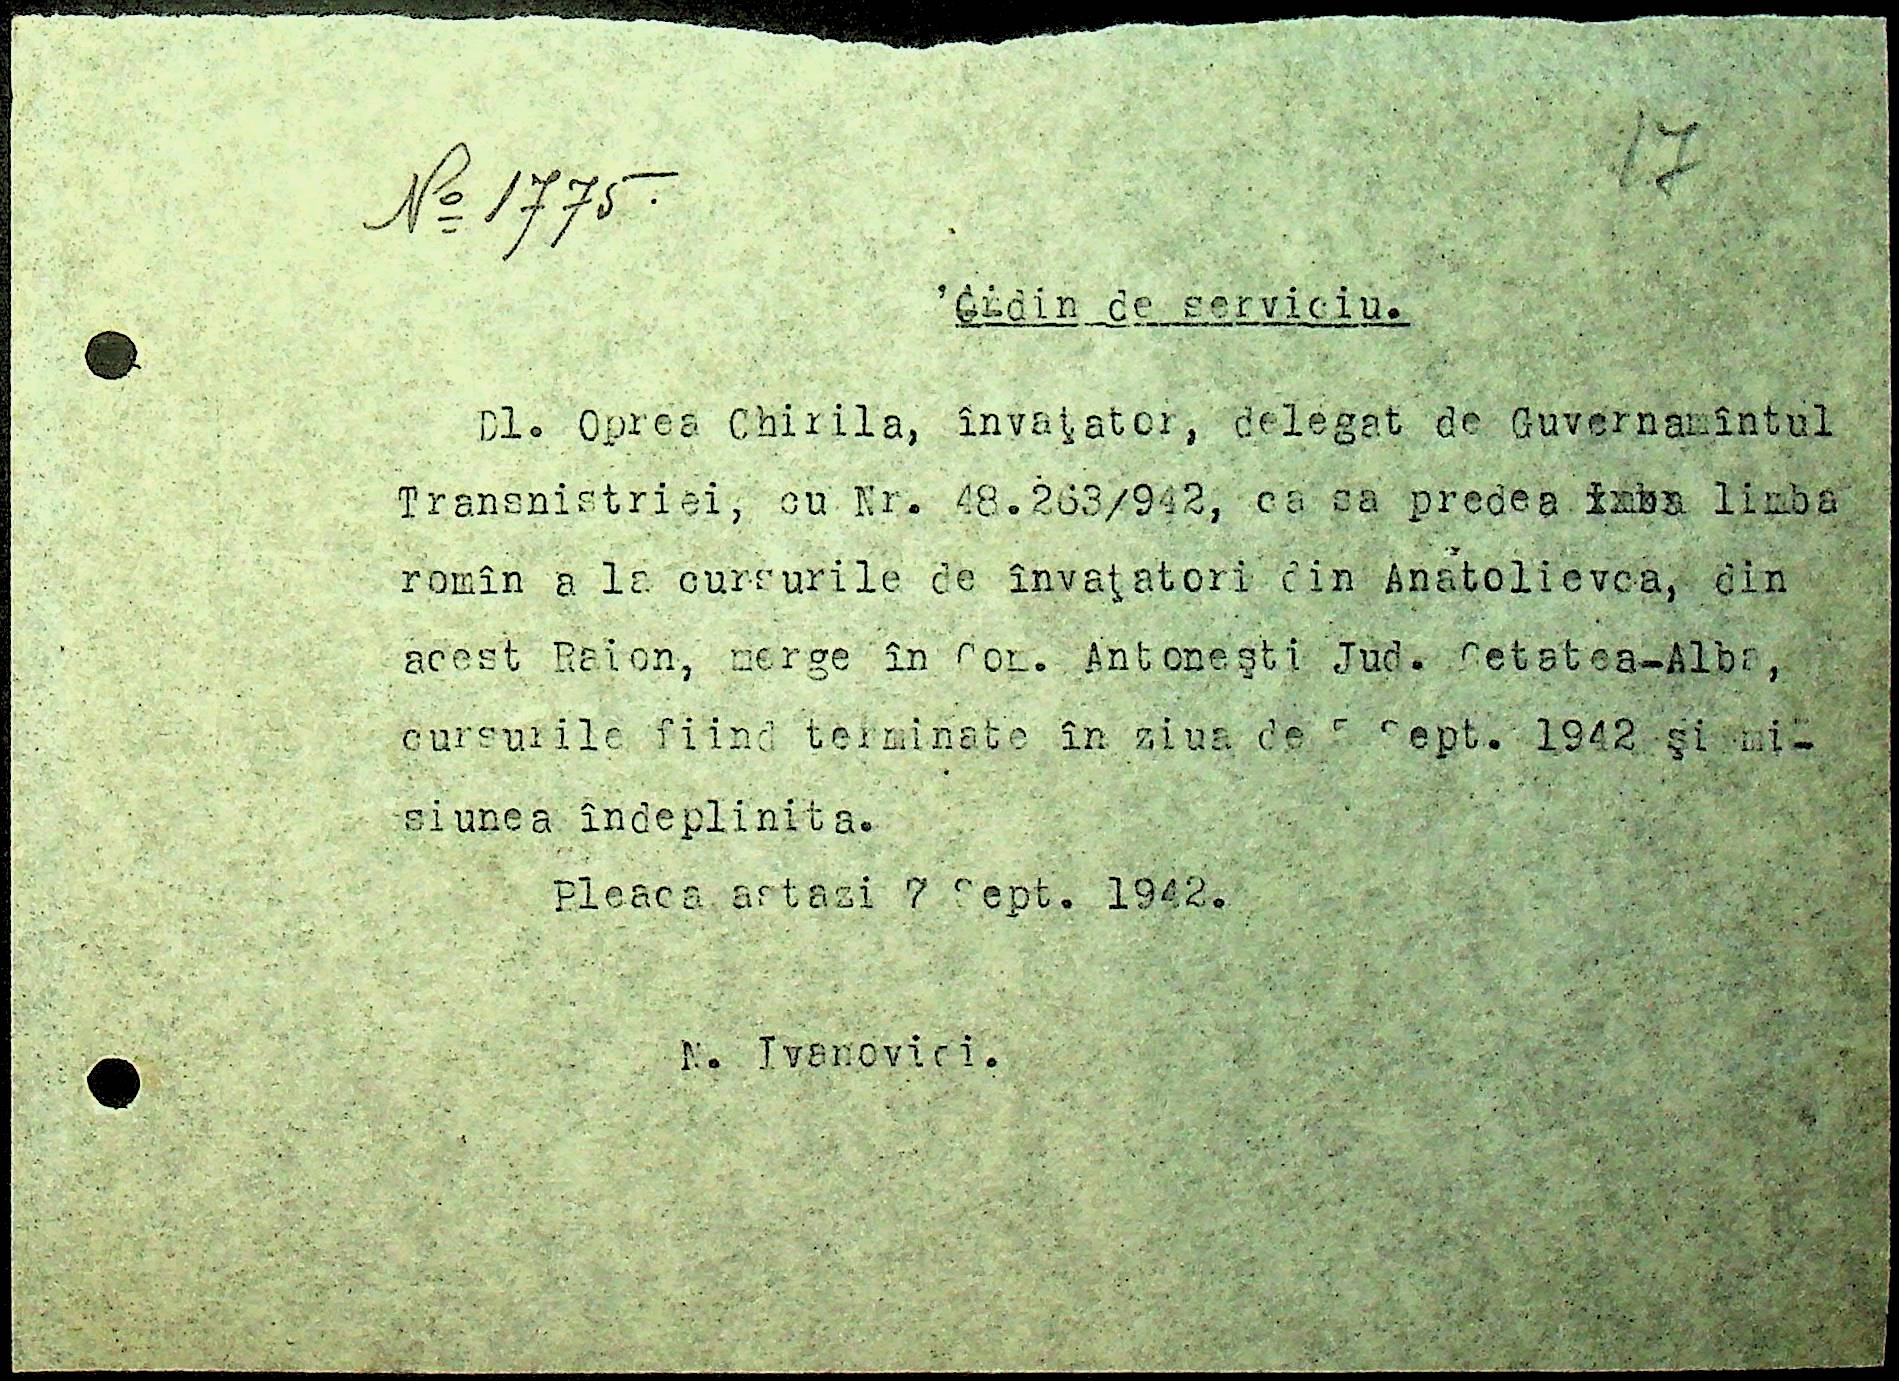 17
No 1775.
Ordin de serviciu.
Dl. Oprea Chirila, învaţator, delegat de Guvernamîntul
Transnistriei, cu Nr. 48.263/942, ca sa predea limba
romîn a la cursurile de învaţatori din Anatolievca, din
acest Raion, merge în Com. Antoneşti Jud. Cetatea-Alba,
cursurile fiind terminate în ziua de 5 Sept. 1942 şi mi-
siunea îndeplinita.
Pleaca astazi 7 Sept. 1942.
N. Ivanovici.